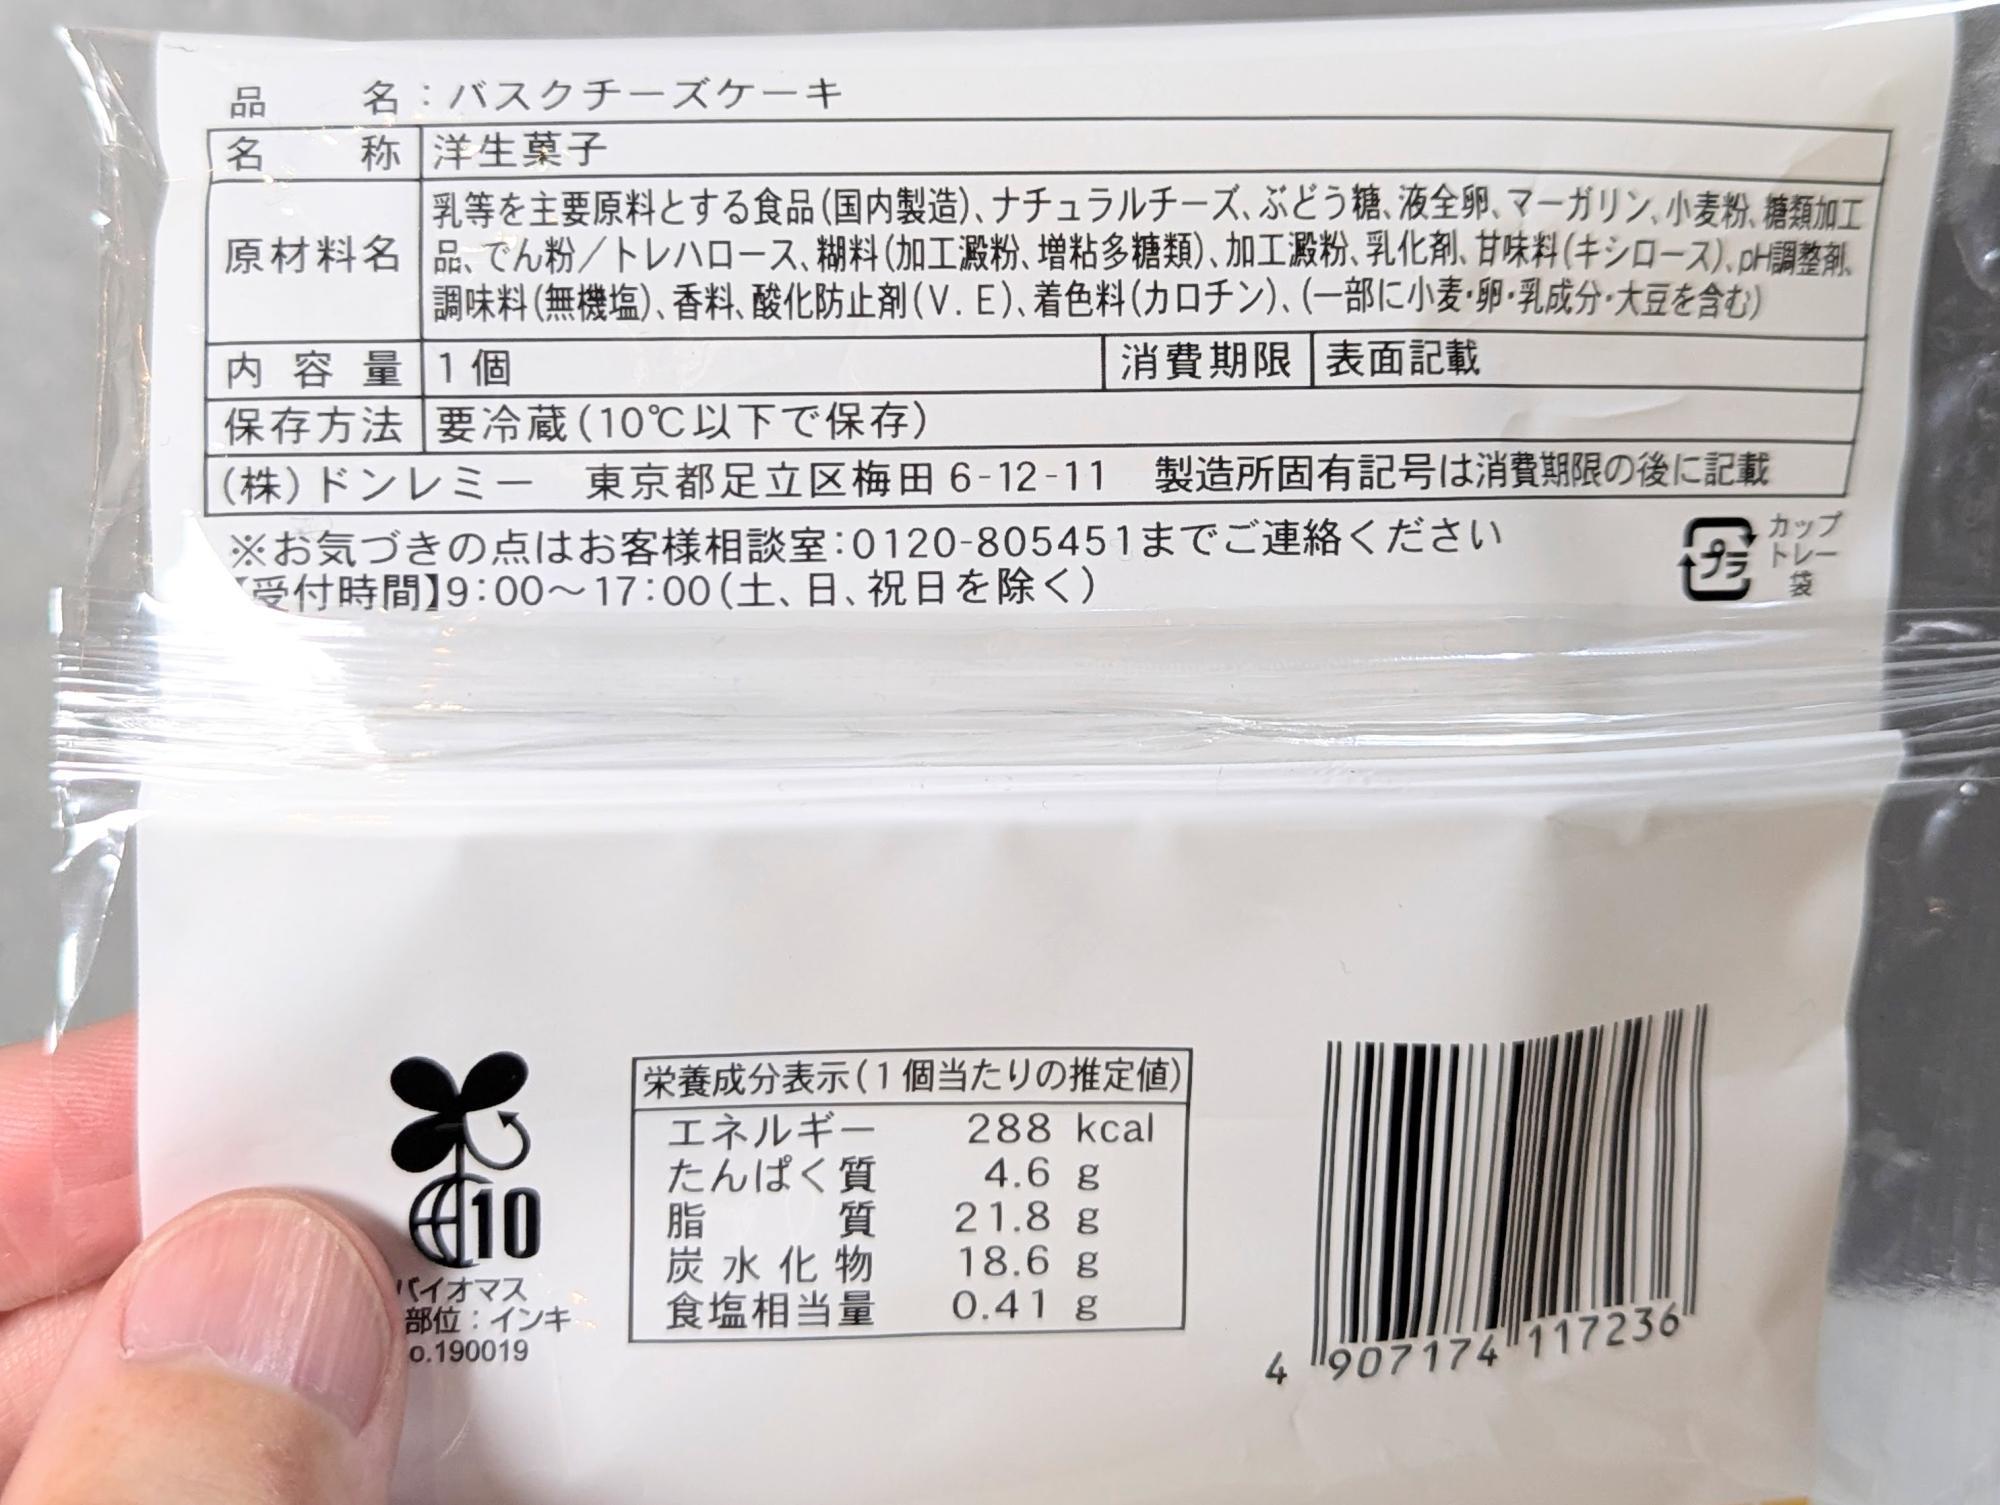 品 名：バスクチーズケーキ
名 称 洋生菓子
原材料名 乳等を主要原料とする食品(国内製造)、ナチュラルチーズ、ぶどう糖、液全卵、マーガリン、小麦粉、糖類加工
品、でん粉／トレハロース、糊料(加工澱粉、増粘多糖類)、加工澱粉、乳化剤、甘味料(キシロース)、pH調整剤、
調味料(無機塩)、香料、酸化防止剤(V.E)、着色料(カロチン)、(一部に小麦・卵・乳成分・大豆を含む)
内容量 1個 消費期限 表面記載
保存方法 要冷蔵(10℃以下で保存)
(株)ドンレミー 東京都足立区梅田6-12-11 製造所固有記号は消費期限の後に記載
※お気づきの点はお客様相談室:0120-805451までご連絡ください
【受付時間】9:00〜17:00(土、日、祝日を除く)
プラ
カップ
トレー
袋
10
バイオマス
部位：インキ
o.190019
栄養成分表示(1個当たりの推定値)
エネルギー 288 kcal
たんぱく質 4.6 g
脂質 21.8 g
炭水化物 18.6 g
食塩相当量 0.41 g
4 907174 117236